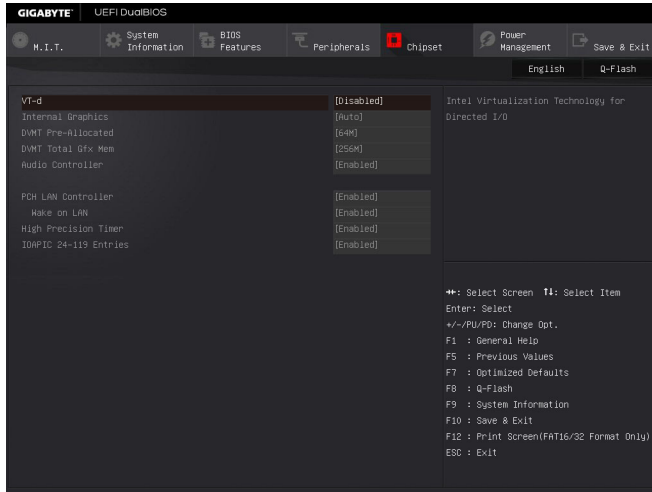 GIGABYTE™ UEFI DualBIOS
M.I.T. System Information BIOS Features Peripherals Chipset Power Management Save & Exit
English Q-Flash
VT-d [Disabled] Intel Virtualization Technology for
Internal Graphics [Auto] Directed I/O
DVMT Pre-Allocated [64M]
DVMT Total Gfx Mem [256M]
Audio Controller [Enabled]
PCH LAN Controller [Enabled]
Wake on LAN [Enabled]
High Precision Timer [Enabled]
IOAPIC 24-119 Entries [Enabled]
→←: Select Screen ↑↓: Select Item
Enter: Select
+/-/PU/PD: Change Opt.
F1 : General Help
F5 : Previous Values
F7 : Optimized Defaults
F8 : Q-Flash
F9 : System Information
F10 : Save & Exit
F12 : Print Screen(FAT16/32 Format Only)
ESC : Exit